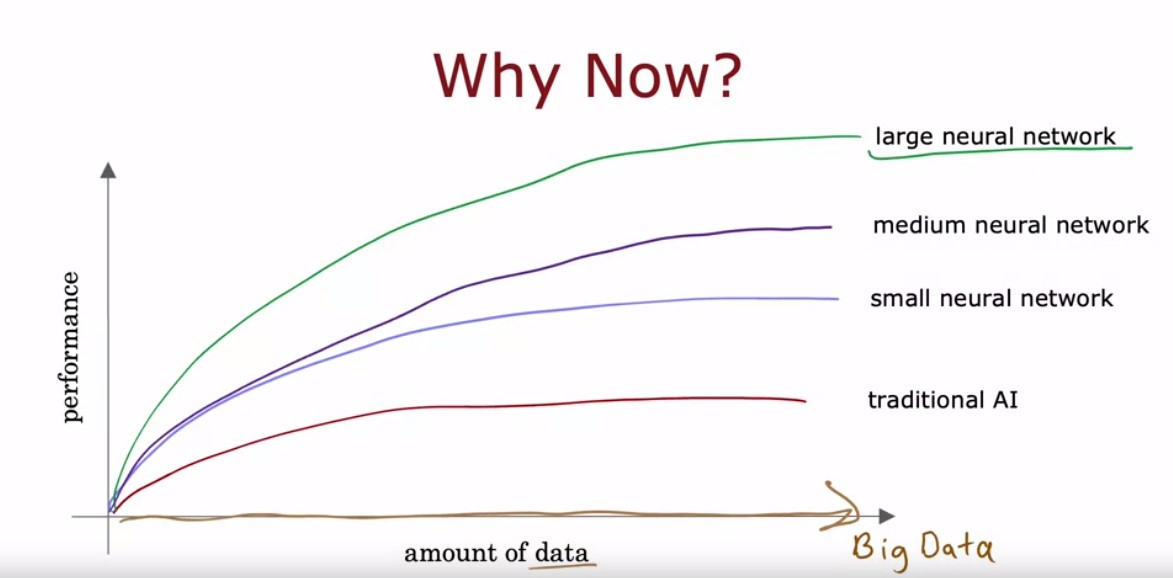 Why Now?
large neural network
medium neural network
small neural network
traditional AI
performance
amount of data
Big Data